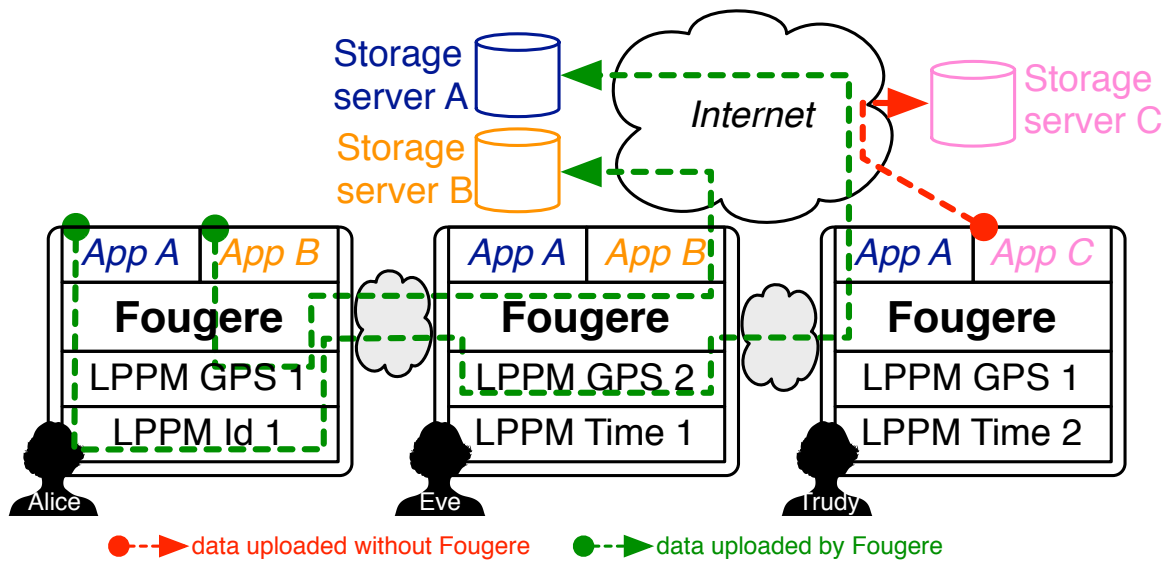 Storage
server A
Storage
server B
Internet
Storage
server C
App A
App B
Fougere
LPPM GPS 1
LPPM Id 1
Alice
App A
App B
Fougere
LPPM GPS 2
LPPM Time 1
Eve
App A
App C
Fougere
LPPM GPS 1
LPPM Time 2
Trudy
data uploaded without Fougere
data uploaded by Fougere